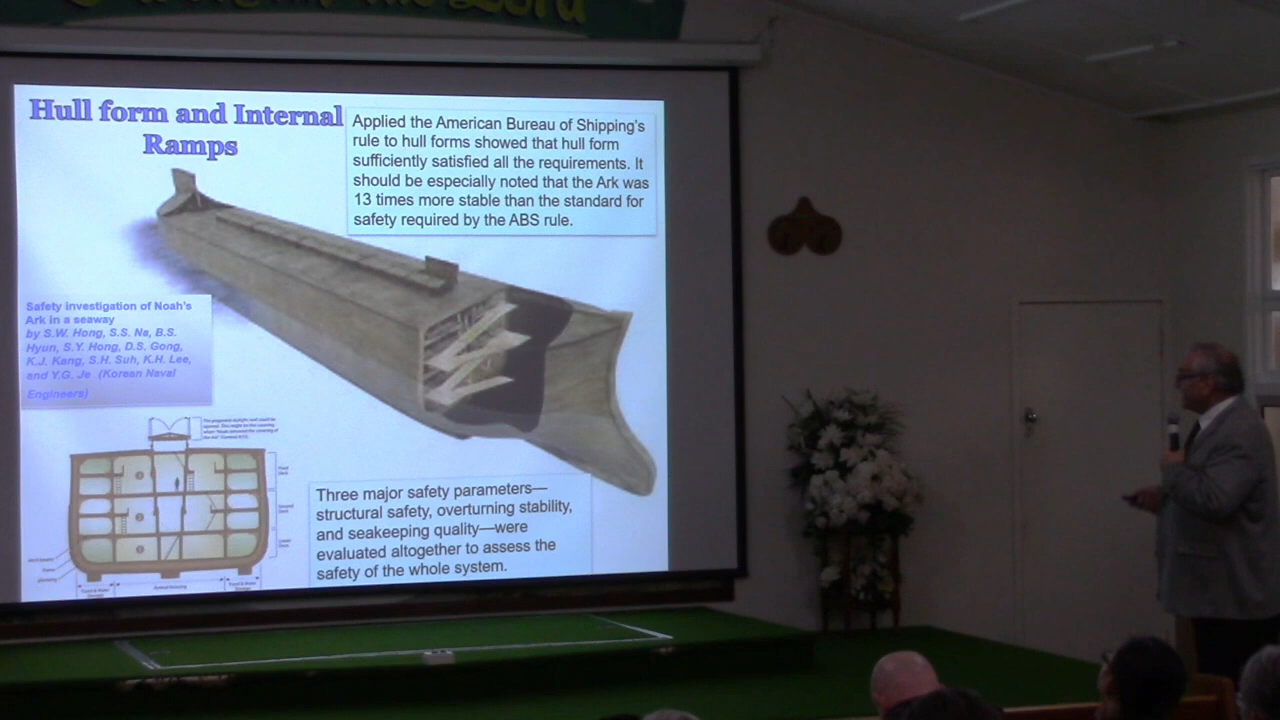 the Lord
Hull form and Internal
Ramps
Applied the American Bureau of Shipping's
rule to hull forms showed that hull form
sufficiently satisfied all the requirements. It
should be especially noted that the Ark was
13 times more stable than the standard for
safety required by the ABS rule.
Safety investigation of Noah's
Ark in a seaway
by S.W. Hong, S.S. Na, B.S.
Hyun, S.Y. Hong, D.S. Gong,
K.J. Kang, S.H. Suh, K.H. Lee,
and Y.G. Je (Korean Naval
Engineers)
Three major safety parameters—
structural safety, overturning stability,
and seakeeping quality—were
evaluated altogether to assess the
safety of the whole system.